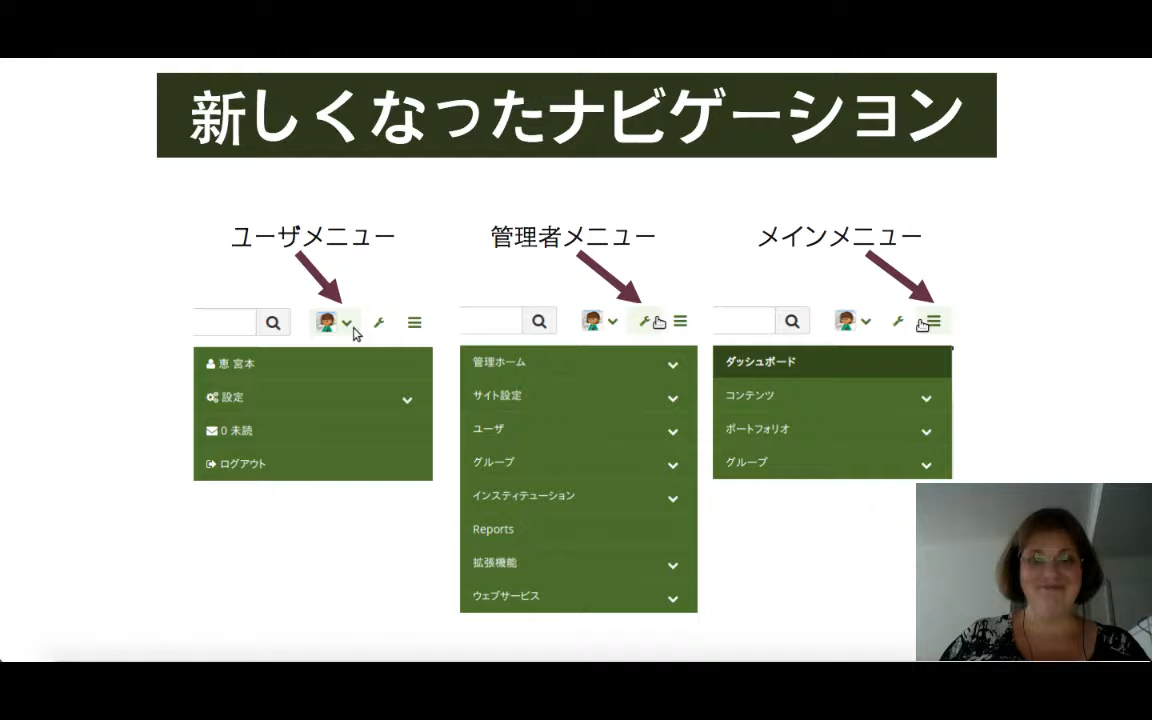 新しくなったナビゲーション
ユーザメニュー
管理者メニュー
メインメニュー
恵 宮本
設定
0 未読
ログアウト
管理ホーム
サイト設定
ユーザ
グループ
インスティテューション
Reports
拡張機能
ウェブサービス
ダッシュボード
コンテンツ
ポートフォリオ
グループ